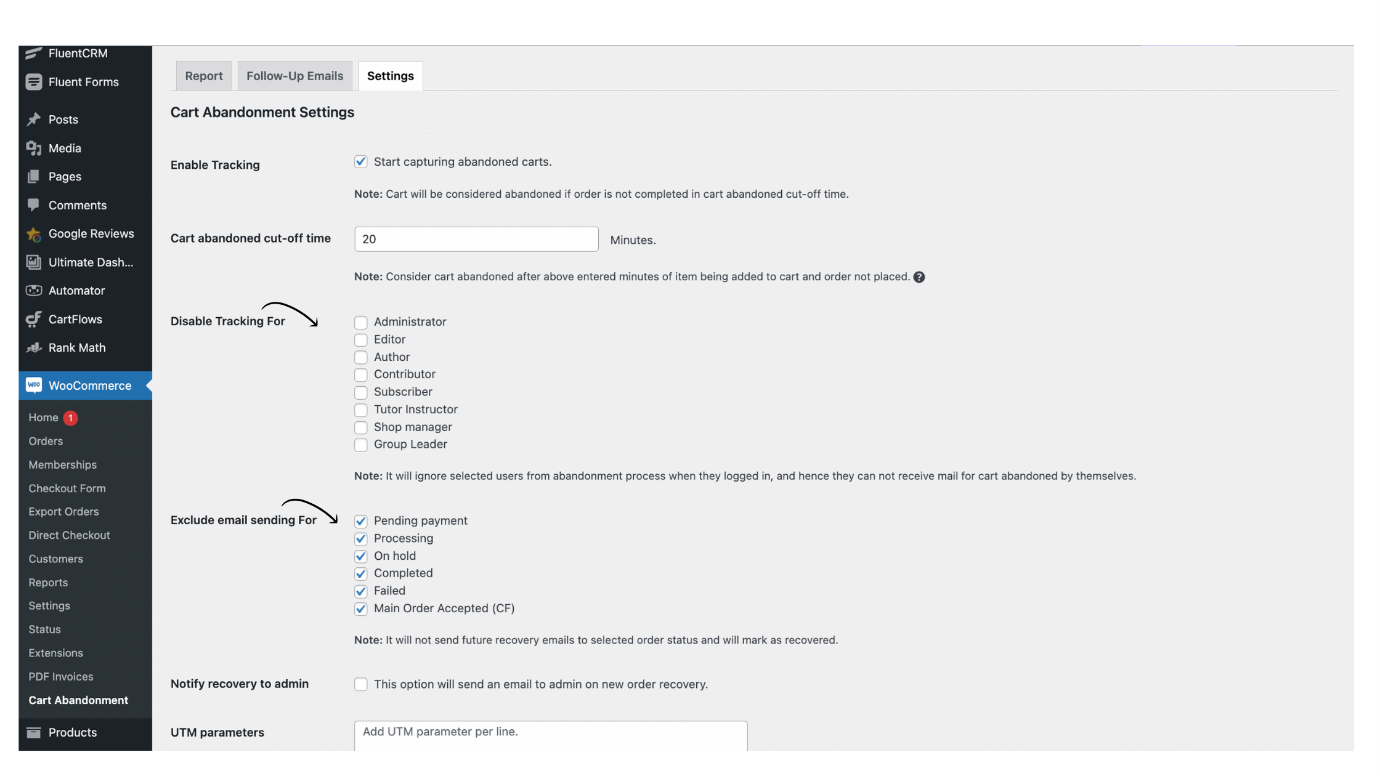 FluentCRM
Fluent Forms
Posts
Media
Pages
Comments
Google Reviews
Ultimate Dash...
Automator
CartFlows
Rank Math
WooCommerce
Home 1
Orders
Memberships
Checkout Form
Export Orders
Direct Checkout
Customers
Reports
Settings
Status
Extensions
PDF Invoices
Cart Abandonment
Products
Report Follow-Up Emails Settings
Cart Abandonment Settings
Enable Tracking Start capturing abandoned carts.
Note: Cart will be considered abandoned if order is not completed in cart abandoned cut-off time.
Cart abandoned cut-off time 20 Minutes.
Note: Consider cart abandoned after above entered minutes of item being added to cart and order not placed. ?
Disable Tracking For Administrator
Editor
Author
Contributor
Subscriber
Tutor Instructor
Shop manager
Group Leader
Note: It will ignore selected users from abandonment process when they logged in, and hence they can not receive mail for cart abandoned by themselves.
Exclude email sending For Pending payment
Processing
On hold
Completed
Failed
Main Order Accepted (CF)
Note: It will not send future recovery emails to selected order status and will mark as recovered.
Notify recovery to admin This option will send an email to admin on new order recovery.
UTM parameters Add UTM parameter per line.